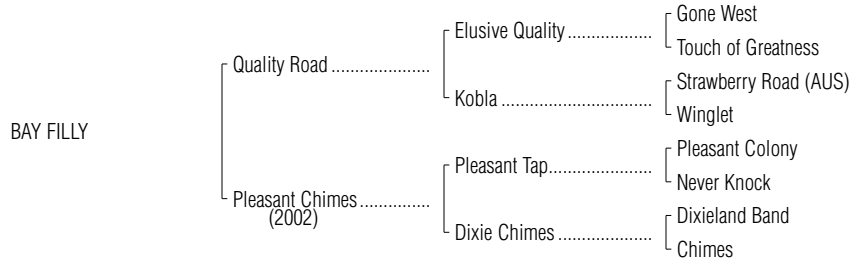 Gone West
Elusive Quality ..................
Touch of Greatness
Quality Road .....................
Strawberry Road (AUS)
Kobla ................................
Winglet
BAY FILLY
Pleasant Colony
Pleasant Tap......................
Never Knock
Pleasant Chimes ...............
(2002)
Dixieland Band
Dixie Chimes ....................
Chimes